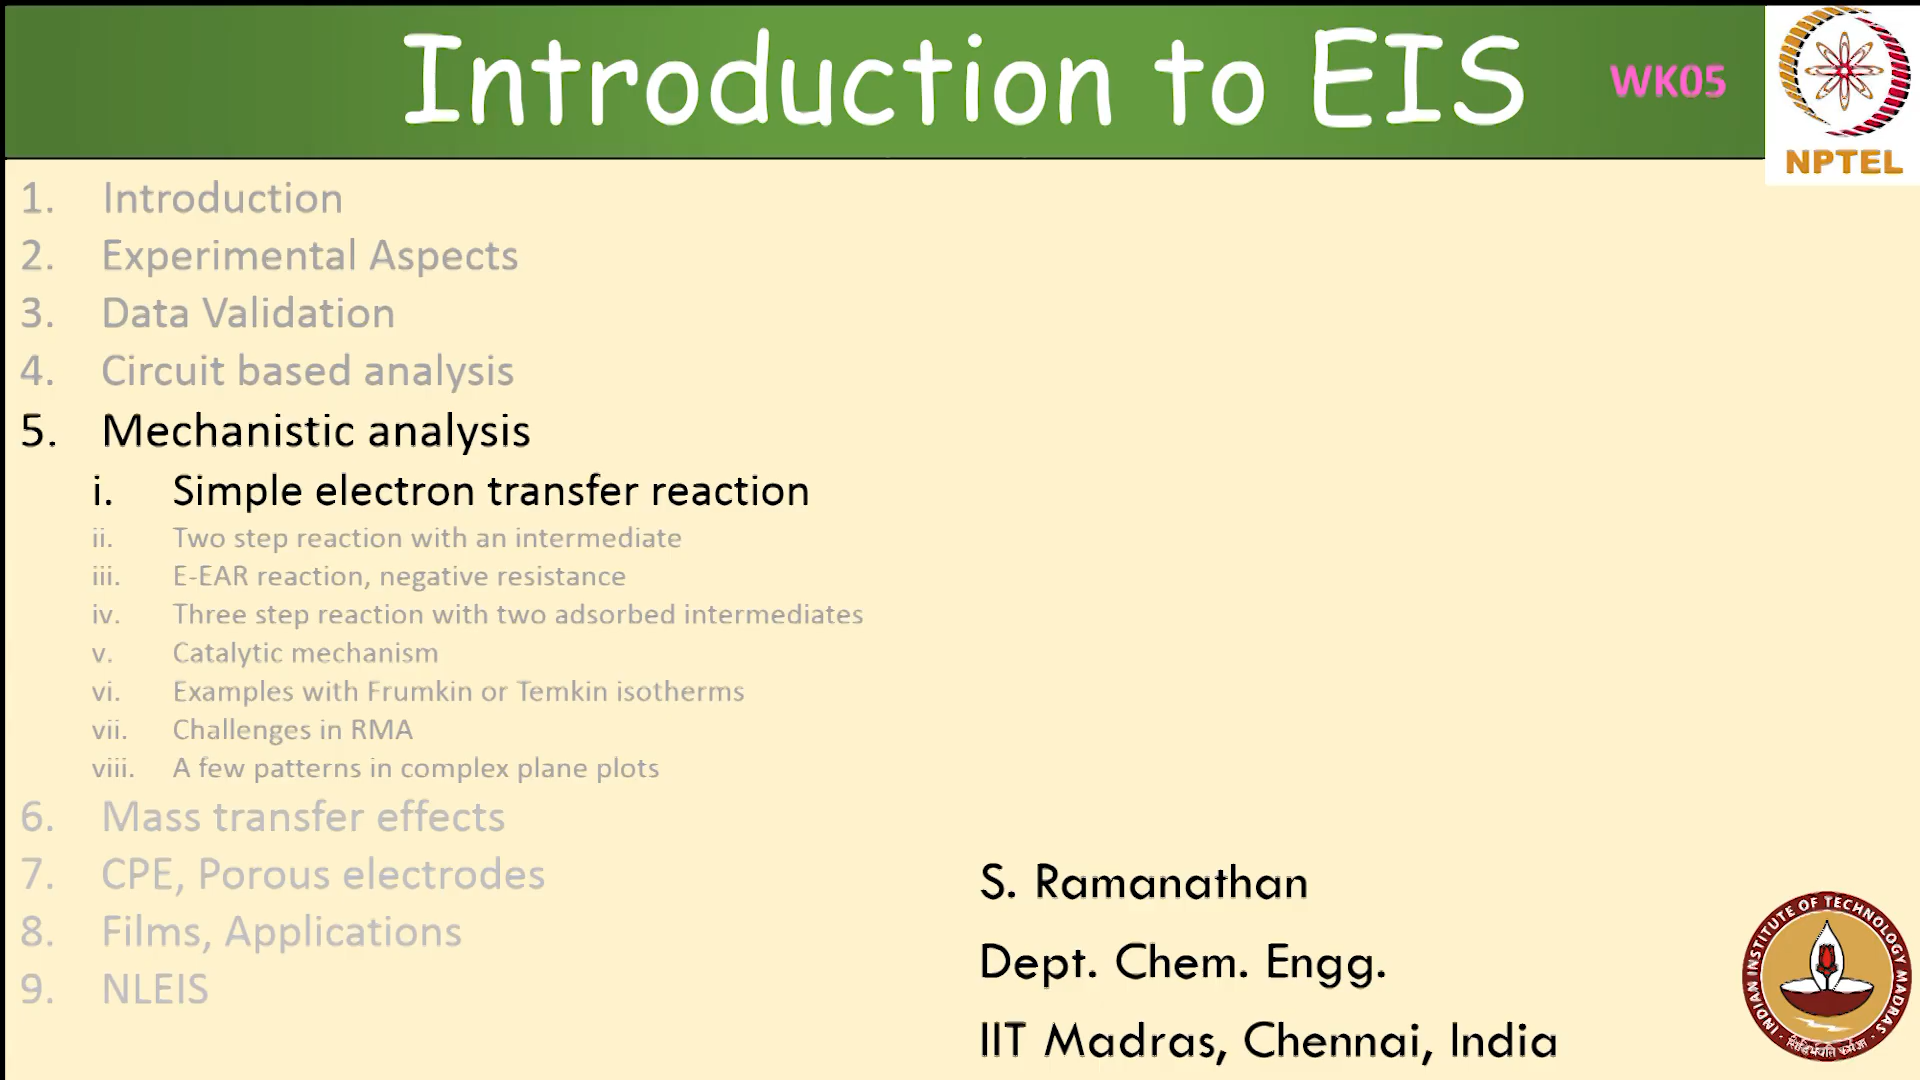 Introduction to EIS
WK05
NPTEL
1. Introduction
2. Experimental Aspects
3. Data Validation
4. Circuit based analysis
5. Mechanistic analysis
i. Simple electron transfer reaction
ii. Two step reaction with an intermediate
iii. E-EAR reaction, negative resistance
iv. Three step reaction with two adsorbed intermediates
v. Catalytic mechanism
vi. Examples with Frumkin or Temkin isotherms
vii. Challenges in RMA
viii. A few patterns in complex plane plots
6. Mass transfer effects
7. CPE, Porous electrodes
8. Films, Applications
9. NLEIS
S. Ramanathan
Dept. Chem. Engg.
IIT Madras, Chennai, India
INDIAN INSTITUTE OF TECHNOLOGY MADRAS